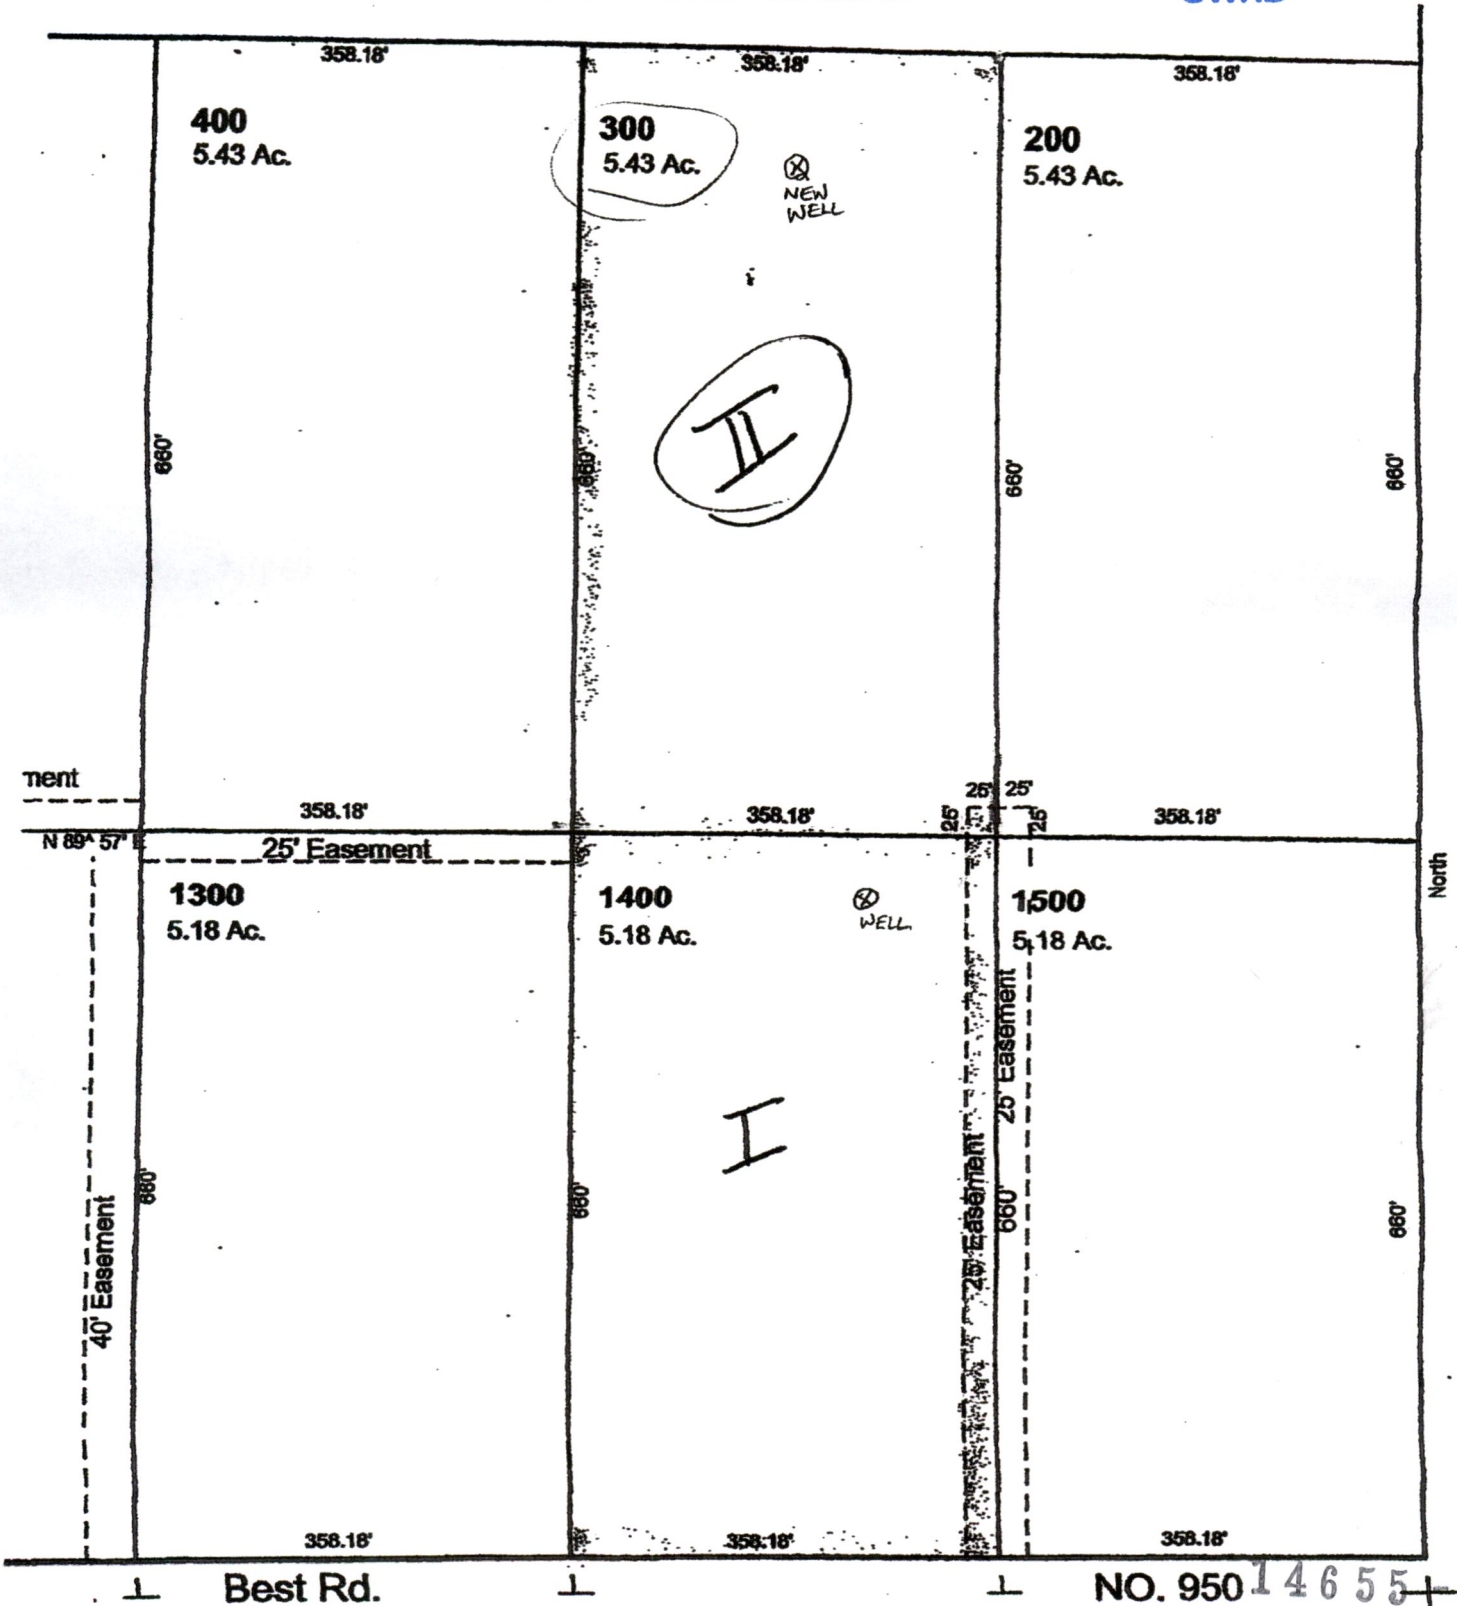 358.18'
358.18'
358.18'
400
5.43 Ac.
300
5.43 Ac.
200
5.43 Ac.
NEW
WELL
II
660'
660'
660'
660'
ment
25' 25'
25'
25'
358.18'
358.18'
358.18'
N 89^ 57'
25' Easement
North
1300
5.18 Ac.
1400
5.18 Ac.
WELL
1500
5.18 Ac.
25' Easement
25' Easement
I
40' Easement
660'
660'
660'
660'
358.18'
358.18'
358.18'
Best Rd.
NO. 950
14655-